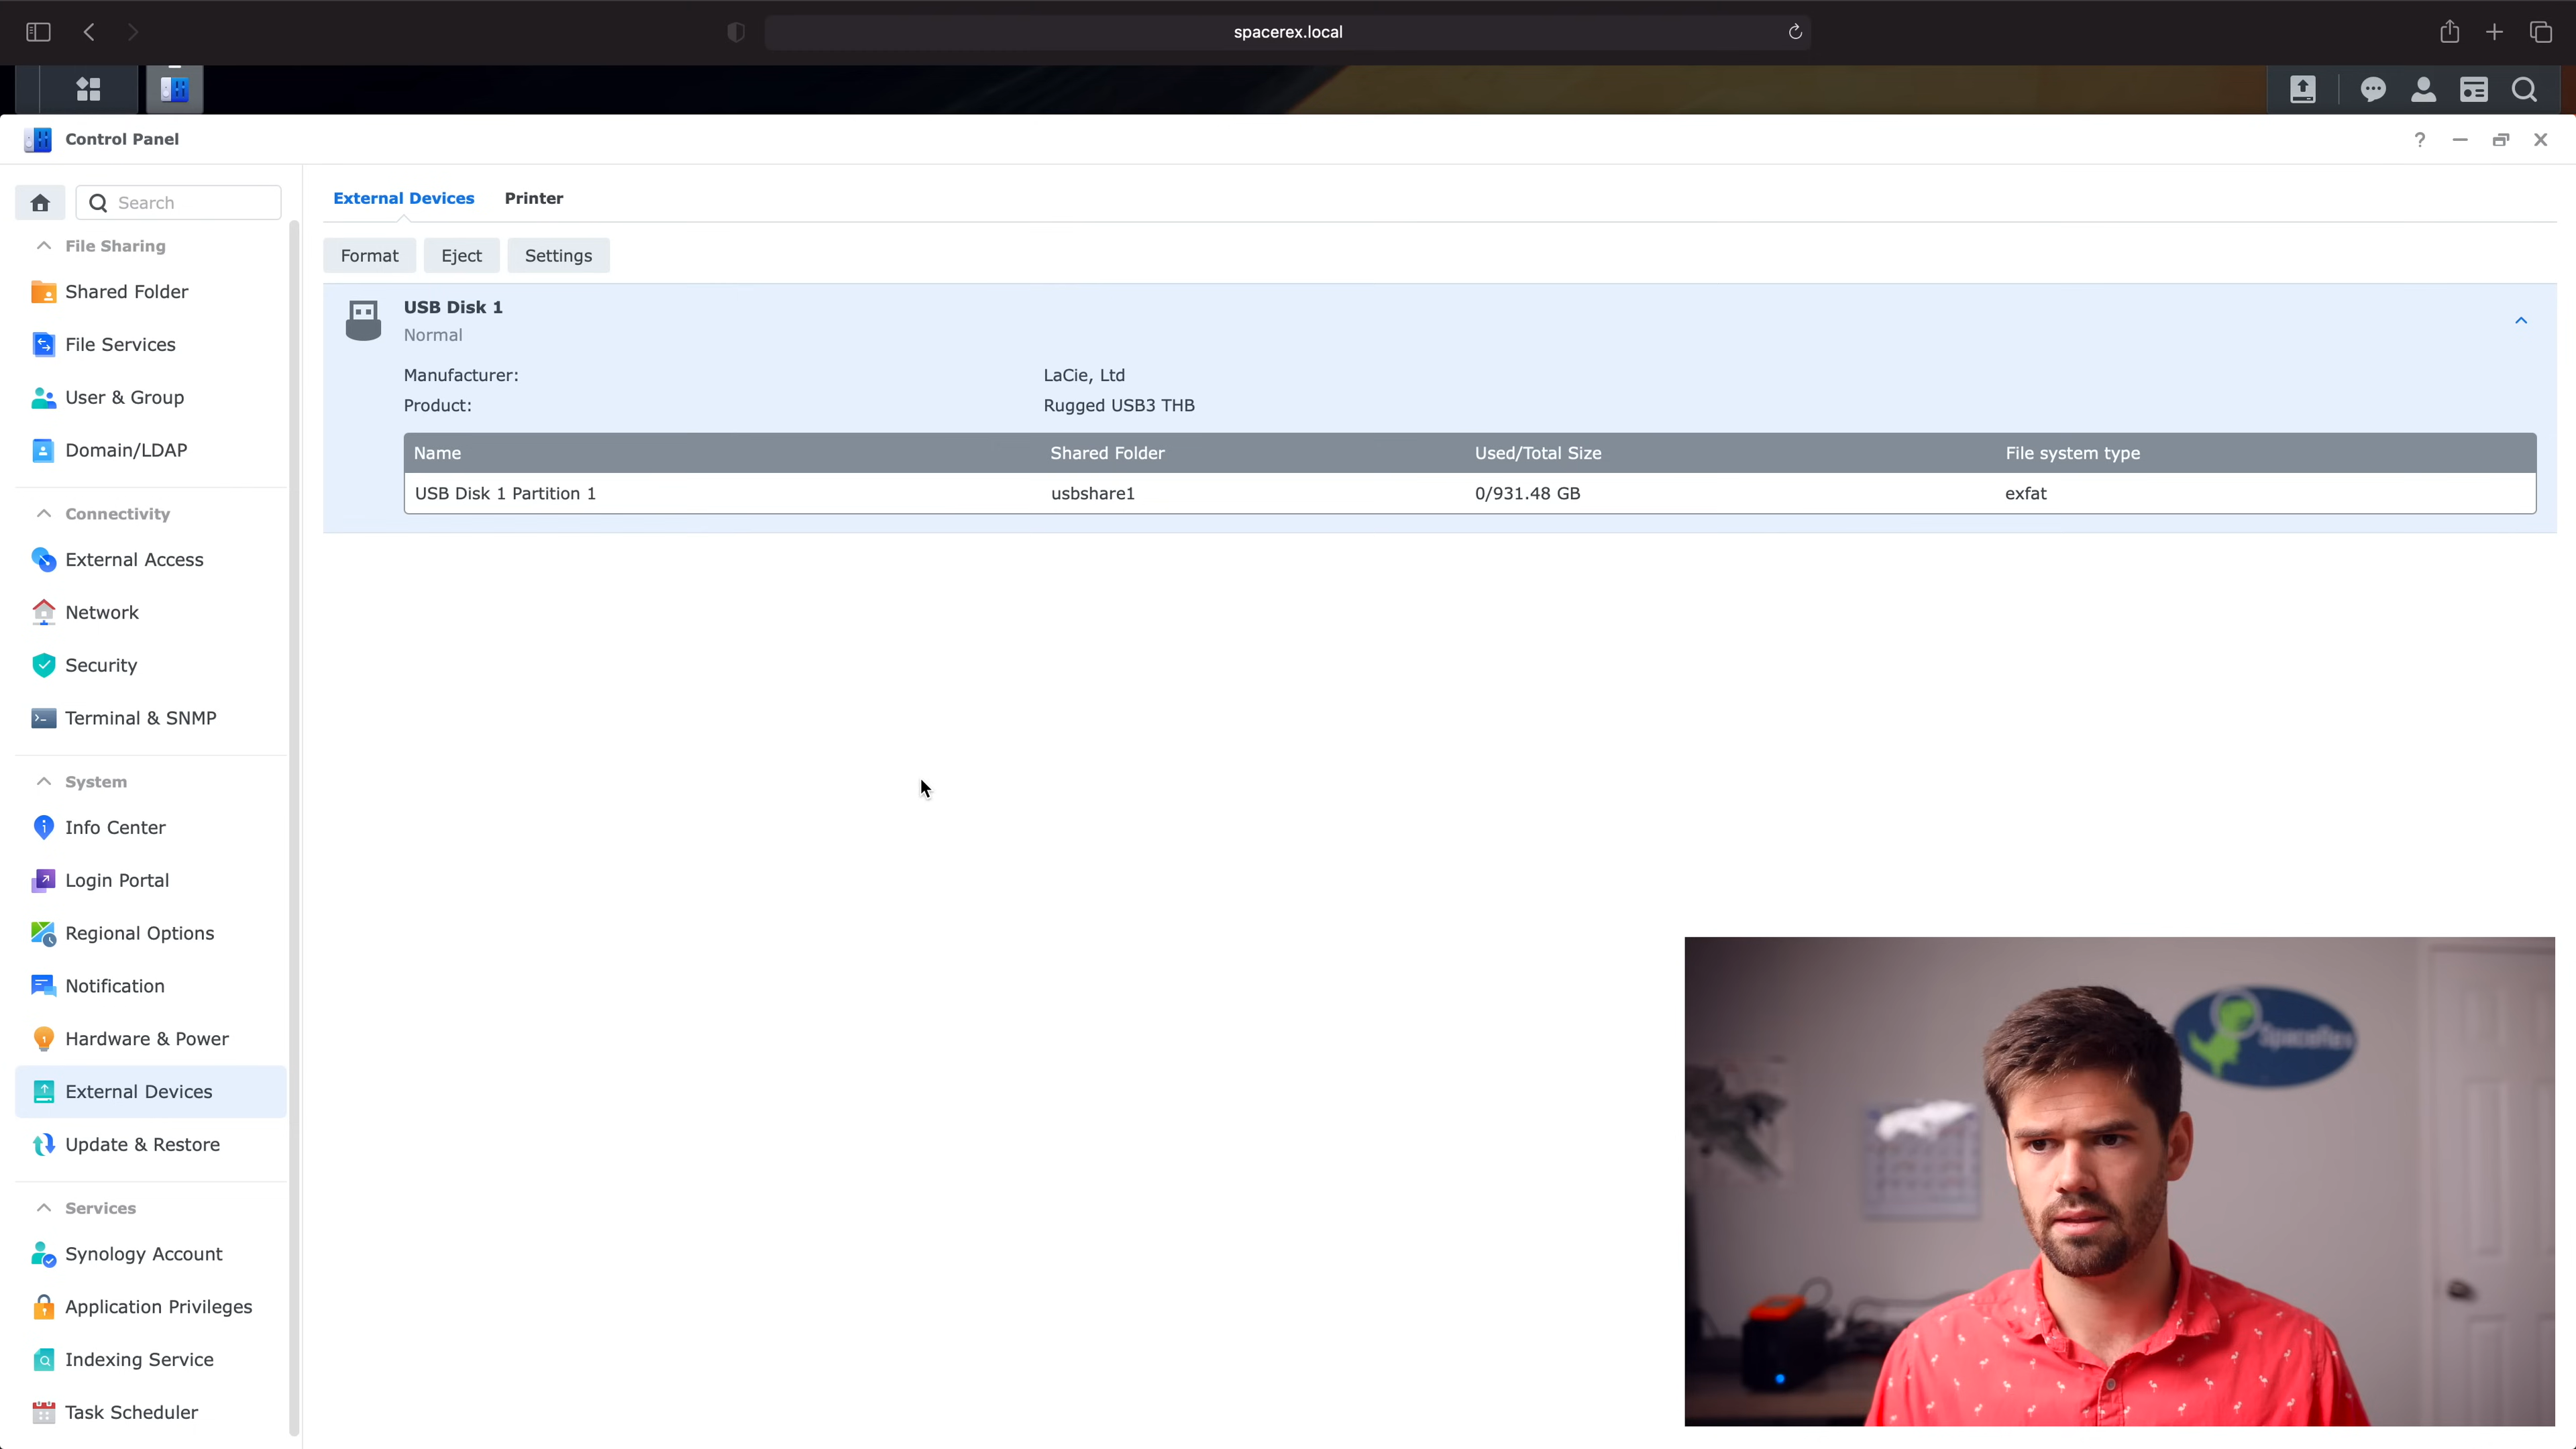 spacerex.local
Control Panel
Search
File Sharing
Shared Folder
File Services
User & Group
Domain/LDAP
Connectivity
External Access
Network
Security
Terminal & SNMP
System
Info Center
Login Portal
Regional Options
Notification
Hardware & Power
External Devices
Update & Restore
Services
Synology Account
Application Privileges
Indexing Service
Task Scheduler
External Devices Printer
Format Eject Settings
USB Disk 1
Normal
Manufacturer: LaCie, Ltd
Product: Rugged USB3 THB
Name Shared Folder Used/Total Size File system type
USB Disk 1 Partition 1 usbshare1 0/931.48 GB exfat
SpaceRex